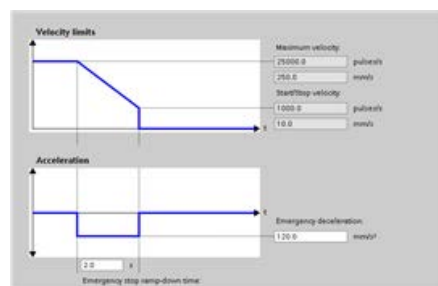 Velocity limits
Maximum velocity:
25000.0 pulses/s
250.0 mm/s
Start/Stop velocity:
1000.0 pulses/s
10.0 mm/s
t
Acceleration
t
Emergency deceleration:
120.0 mm/s²
2.0 s
Emergency stop ramp-down time: